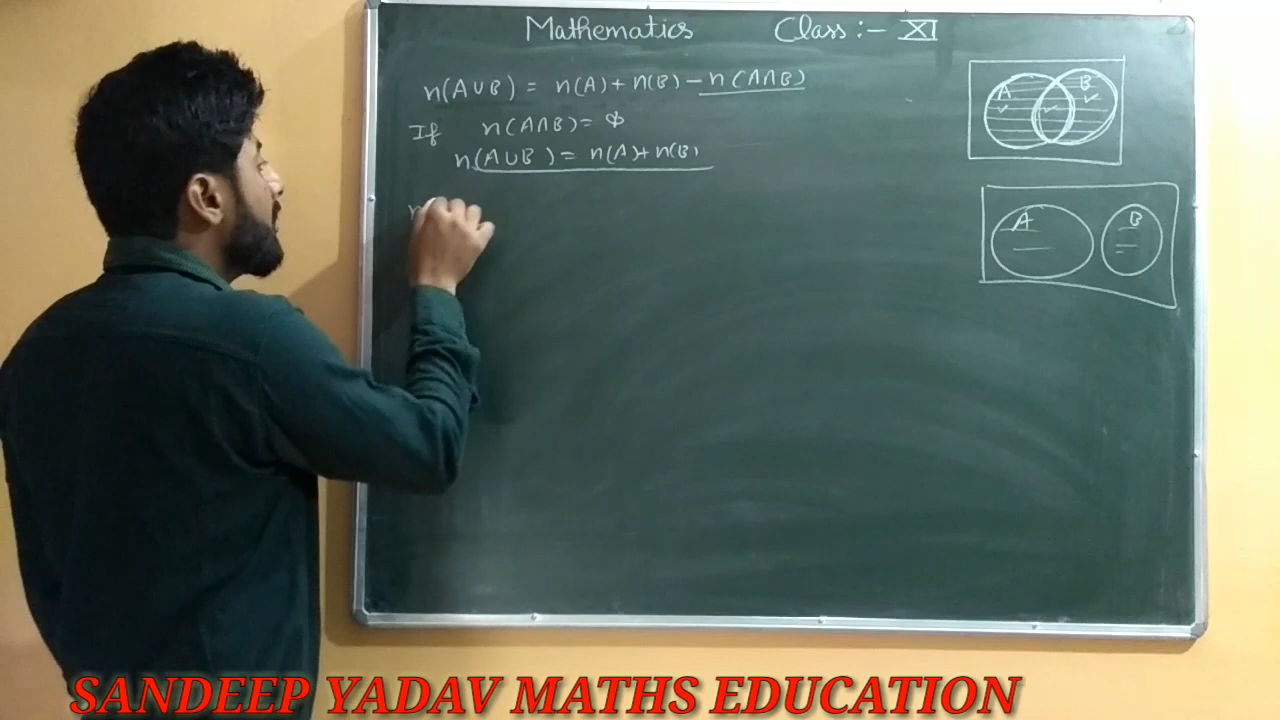 Mathematics Class:- XI
n(A∪B) = n(A) + n(B) - n(A∩B)
If n(A∩B) = φ
n(A∪B) = n(A) + n(B)
n
A B
A B
SANDEEP YADAV MATHS EDUCATION